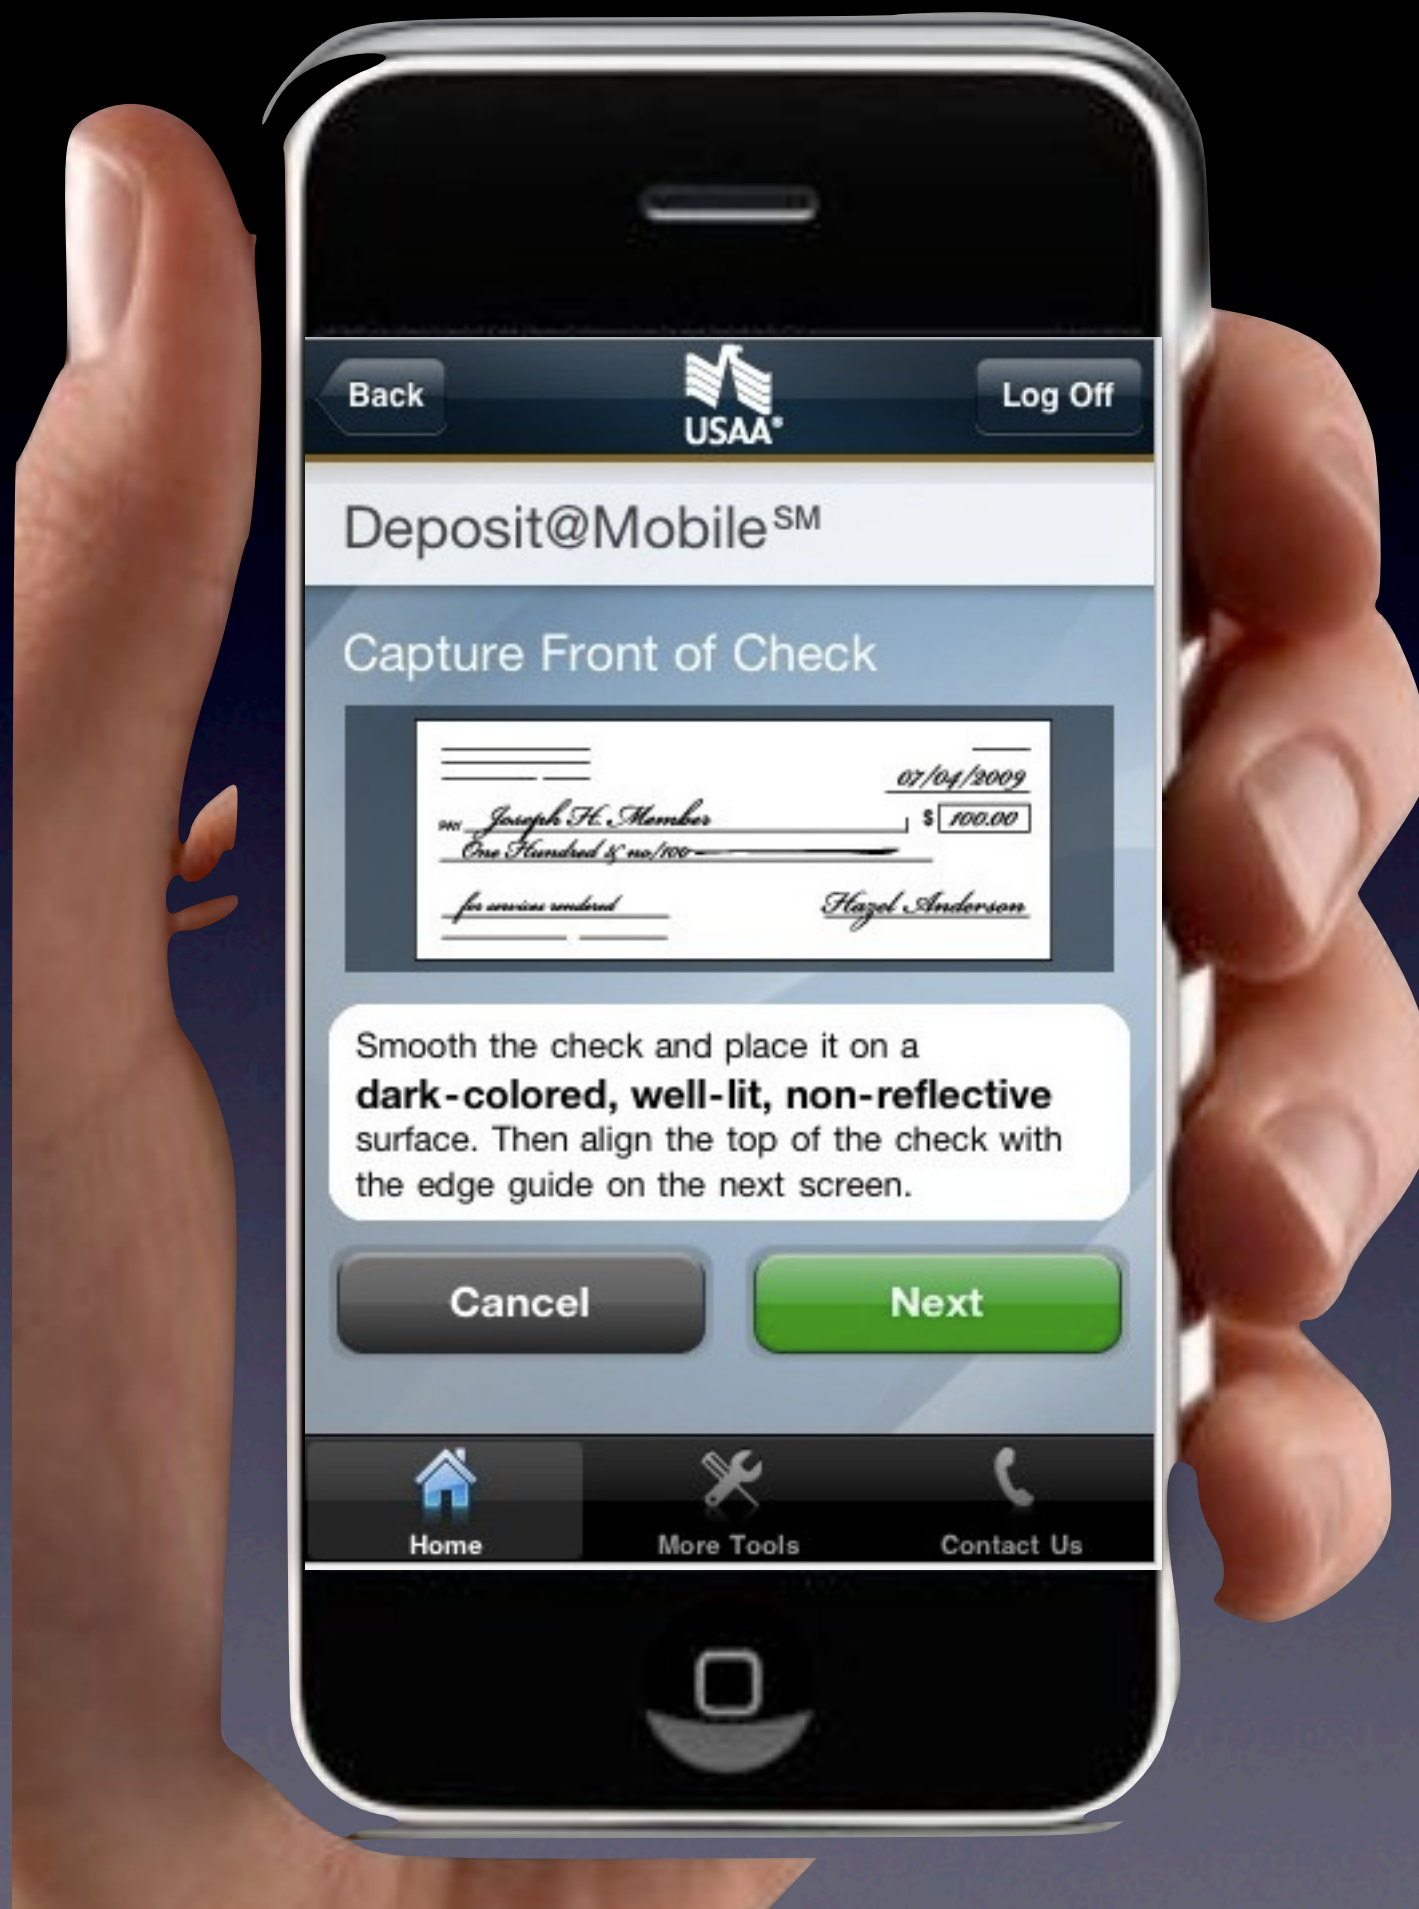 Back
USAA®
Log Off
Deposit@Mobile℠
Capture Front of Check
07/04/2009
PAY Joseph H. Member $ 100.00
One Hundred & no/100
for services rendered Hazel Anderson
Smooth the check and place it on a
dark-colored, well-lit, non-reflective
surface. Then align the top of the check with
the edge guide on the next screen.
Cancel
Next
Home
More Tools
Contact Us